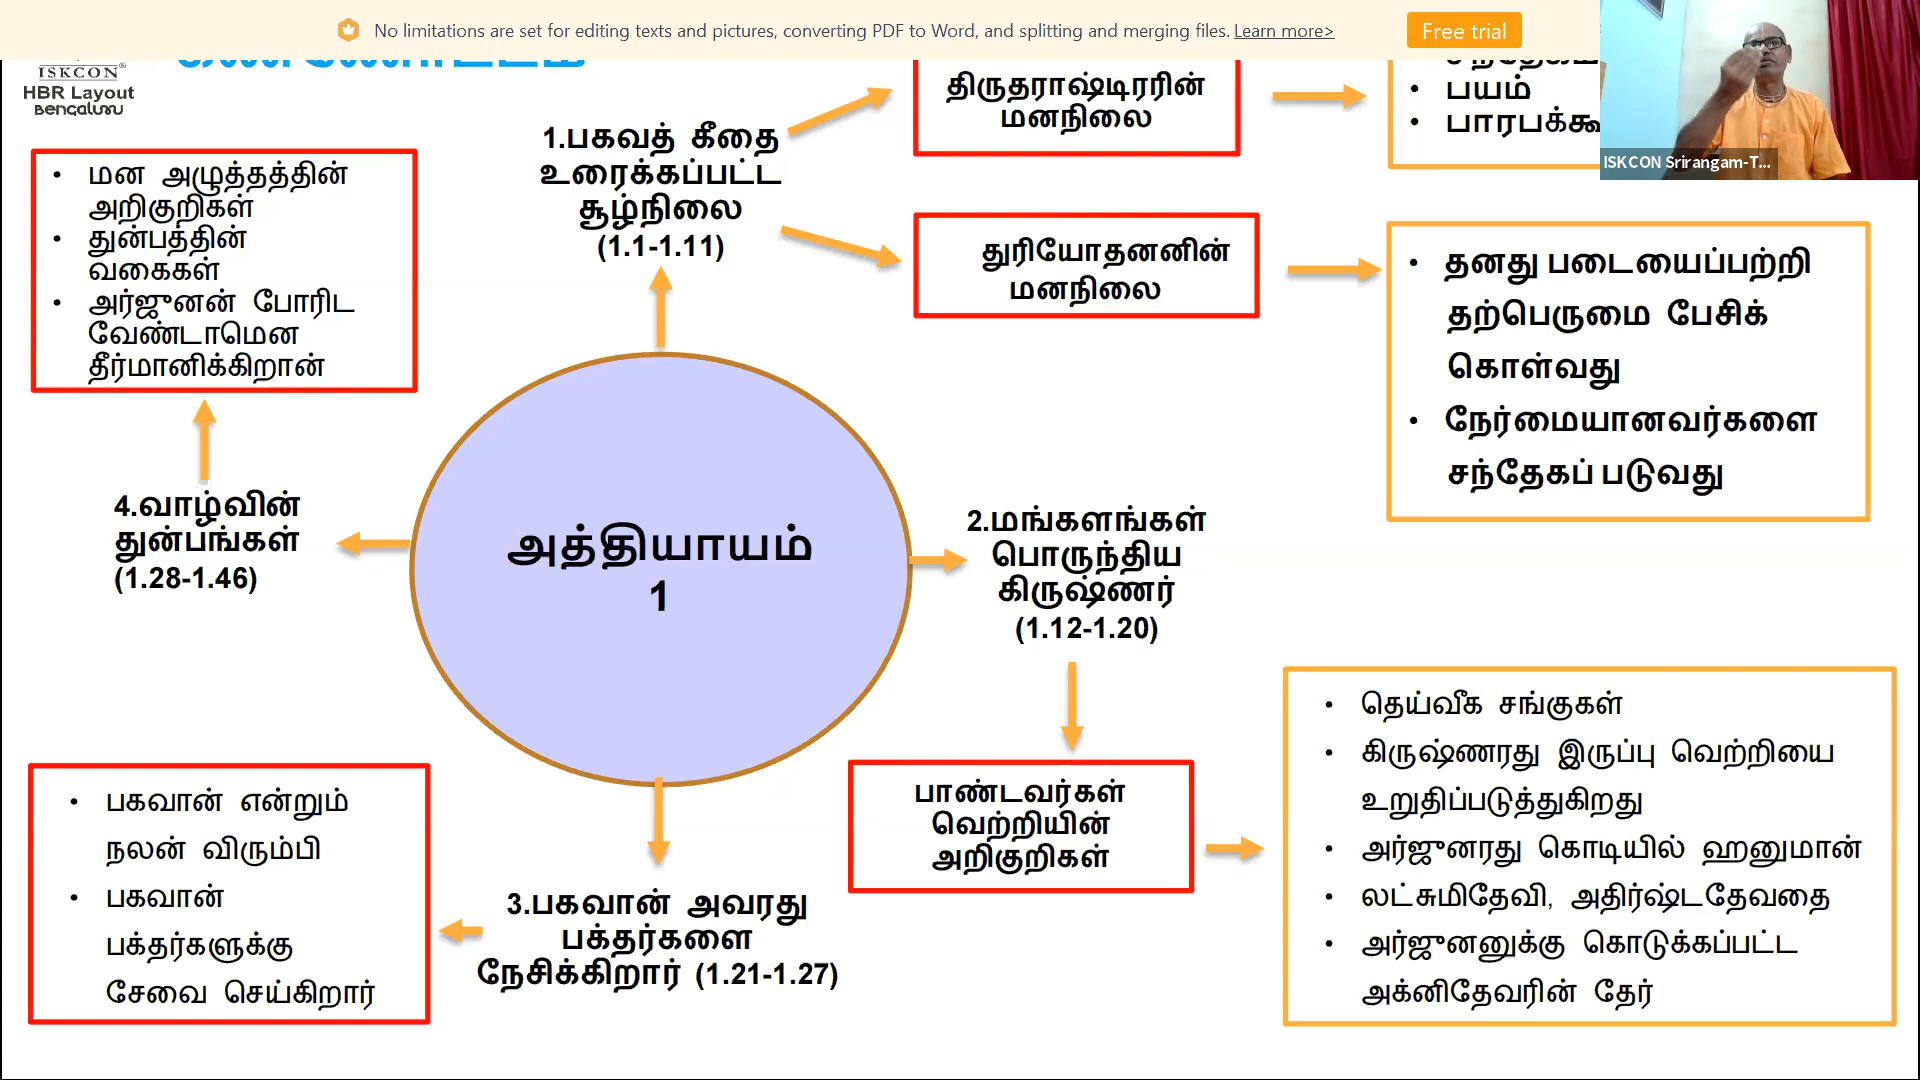 No limitations are set for editing texts and pictures, converting PDF to Word, and splitting and merging files. Learn more>
Free trial
ISKCON®
HBR Layout
Bengaluru
ISKCON Srirangam-T...
1.பகவத் கீதை
உரைக்கப்பட்ட
சூழ்நிலை
(1.1-1.11)
திருதராஷ்டிரரின்
மனநிலை
• பயம்
துரியோதனனின்
மனநிலை
• தனது படையைப்பற்றி
தற்பெருமை பேசிக்
கொள்வது
• நேர்மையானவர்களை
சந்தேகப் படுவது
• மன அழுத்தத்தின்
அறிகுறிகள்
• துன்பத்தின்
வகைகள்
• அர்ஜுனன் போரிட
வேண்டாமென
தீர்மானிக்கிறான்
4.வாழ்வின்
துன்பங்கள்
(1.28-1.46)
அத்தியாயம்
1
2.மங்களங்கள்
பொருந்திய
கிருஷ்ணர்
(1.12-1.20)
பாண்டவர்கள்
வெற்றியின்
அறிகுறிகள்
• தெய்வீக சங்குகள்
• கிருஷ்ணரது இருப்பு வெற்றியை
உறுதிப்படுத்துகிறது
• அர்ஜுனரது கொடியில் ஹனுமான்
• லட்சுமிதேவி, அதிர்ஷ்டதேவதை
• அர்ஜுனனுக்கு கொடுக்கப்பட்ட
அக்னிதேவரின் தேர்
3.பகவான் அவரது
பக்தர்களை
நேசிக்கிறார் (1.21-1.27)
• பகவான் என்றும்
நலன் விரும்பி
• பகவான்
பக்தர்களுக்கு
சேவை செய்கிறார்